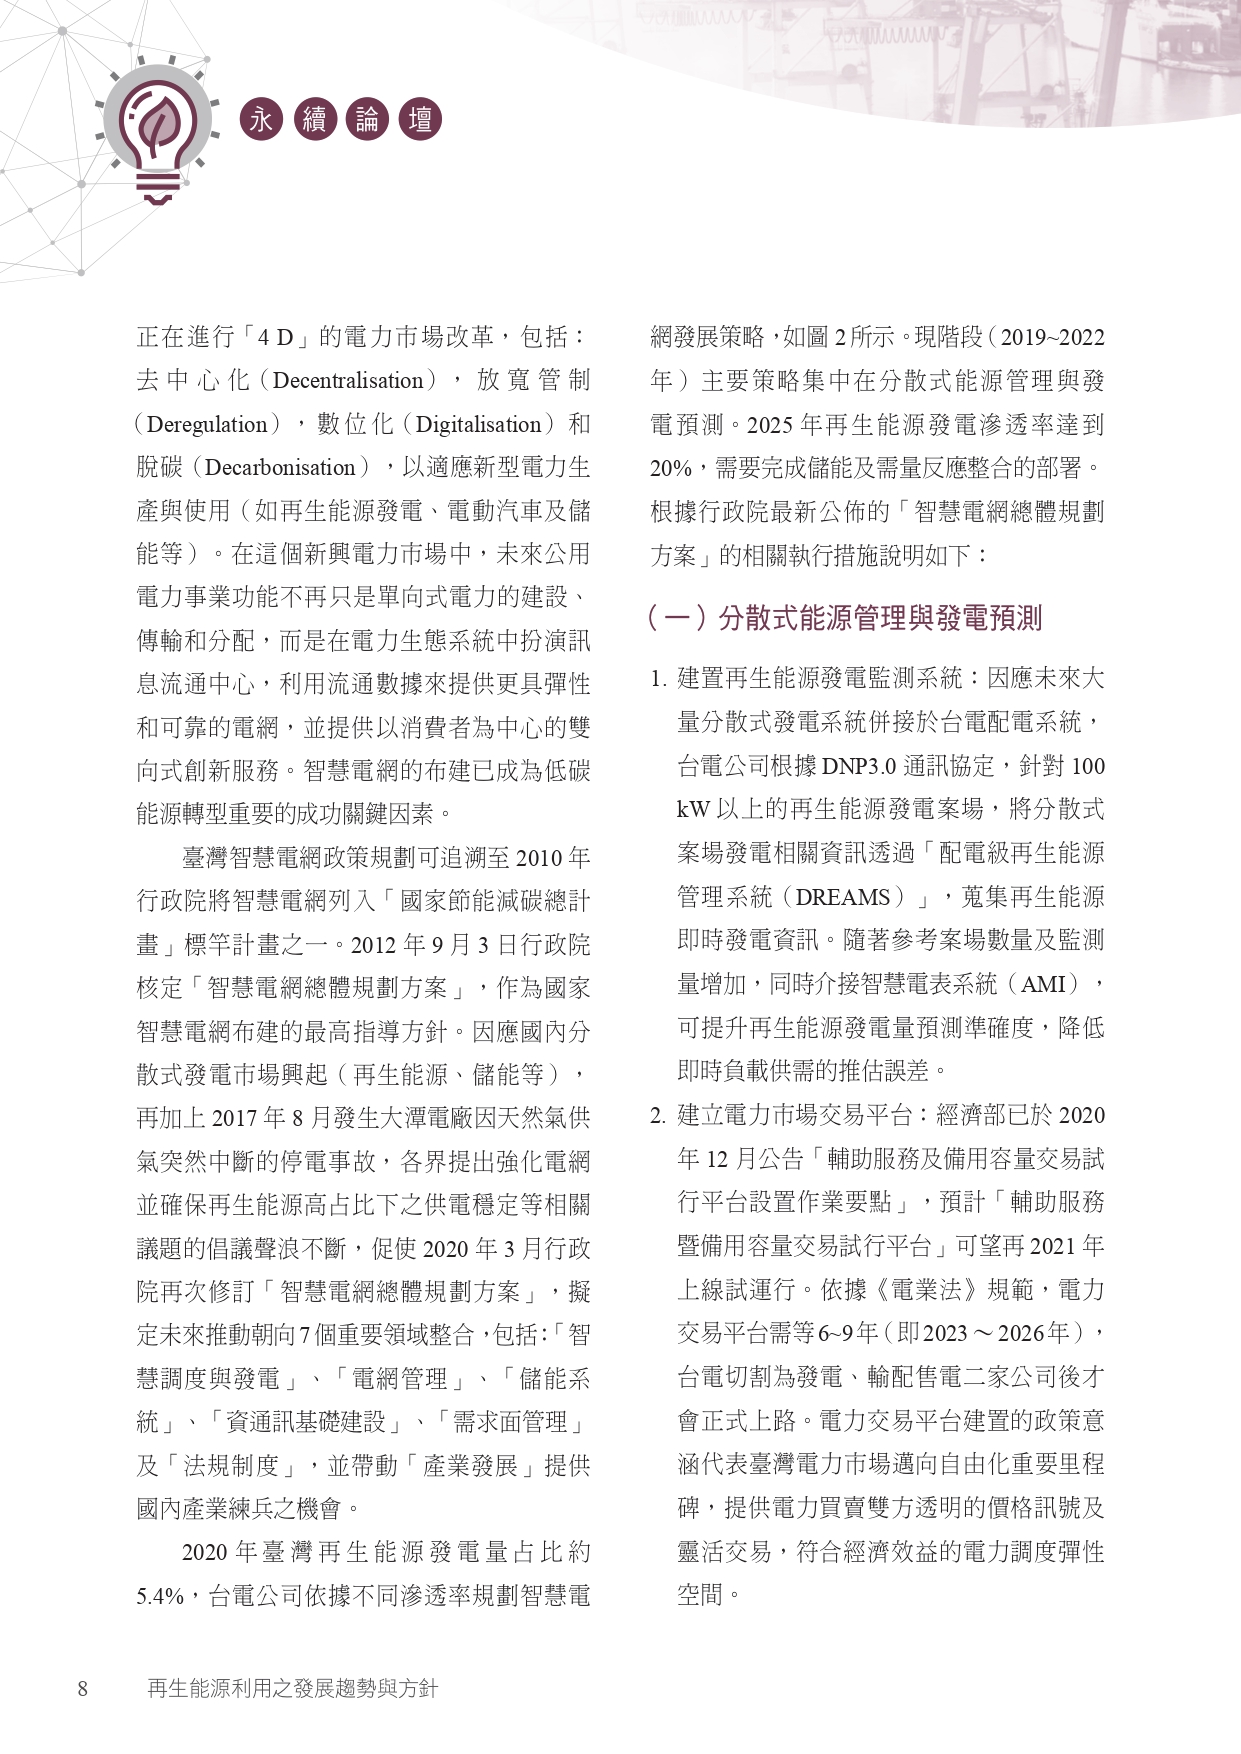 永續論壇
正在進行「4 D」的電力市場改革，包括：
去中心化（Decentralisation），放寬管制
（Deregulation），數位化（Digitalisation）和
脫碳（Decarbonisation），以適應新型電力生
產與使用（如再生能源發電、電動汽車及儲
能等）。在這個新興電力市場中，未來公用
電力事業功能不再只是單向式電力的建設、
傳輸和分配，而是在電力生態系統中扮演訊
息流通中心，利用流通數據來提供更具彈性
和可靠的電網，並提供以消費者為中心的雙
向式創新服務。智慧電網的布建已成為低碳
能源轉型重要的成功關鍵因素。
臺灣智慧電網政策規劃可追溯至 2010 年
行政院將智慧電網列入「國家節能減碳總計
畫」標竿計畫之一。2012 年 9 月 3 日行政院
核定「智慧電網總體規劃方案」，作為國家
智慧電網布建的最高指導方針。因應國內分
散式發電市場興起（再生能源、儲能等），
再加上 2017 年 8 月發生大潭電廠因天然氣供
氣突然中斷的停電事故，各界提出強化電網
並確保再生能源高占比下之供電穩定等相關
議題的倡議聲浪不斷，促使 2020 年 3 月行政
院再次修訂「智慧電網總體規劃方案」，擬
定未來推動朝向 7 個重要領域整合，包括：「智
慧調度與發電」、「電網管理」、「儲能系
統」、「資通訊基礎建設」、「需求面管理」
及「法規制度」，並帶動「產業發展」提供
國內產業練兵之機會。
2020 年臺灣再生能源發電量占比約
5.4%，台電公司依據不同滲透率規劃智慧電
網發展策略，如圖 2 所示。現階段（2019~2022
年）主要策略集中在分散式能源管理與發
電預測。2025 年再生能源發電滲透率達到
20%，需要完成儲能及需量反應整合的部署。
根據行政院最新公佈的「智慧電網總體規劃
方案」的相關執行措施說明如下：
（一）分散式能源管理與發電預測
1. 建置再生能源發電監測系統：因應未來大
量分散式發電系統併接於台電配電系統，
台電公司根據 DNP3.0 通訊協定，針對 100
kW 以上的再生能源發電案場，將分散式
案場發電相關資訊透過「配電級再生能源
管理系統（DREAMS）」，蒐集再生能源
即時發電資訊。隨著參考案場數量及監測
量增加，同時介接智慧電表系統（AMI），
可提升再生能源發電量預測準確度，降低
即時負載供需的推估誤差。
2. 建立電力市場交易平台：經濟部已於 2020
年 12 月公告「輔助服務及備用容量交易試
行平台設置作業要點」，預計「輔助服務
暨備用容量交易試行平台」可望再 2021 年
上線試運行。依據《電業法》規範，電力
交易平台需等 6~9 年（即 2023～2026 年），
台電切割為發電、輸配售電二家公司後才
會正式上路。電力交易平台建置的政策意
涵代表臺灣電力市場邁向自由化重要里程
碑，提供電力買賣雙方透明的價格訊號及
靈活交易，符合經濟效益的電力調度彈性
空間。
8 再生能源利用之發展趨勢與方針